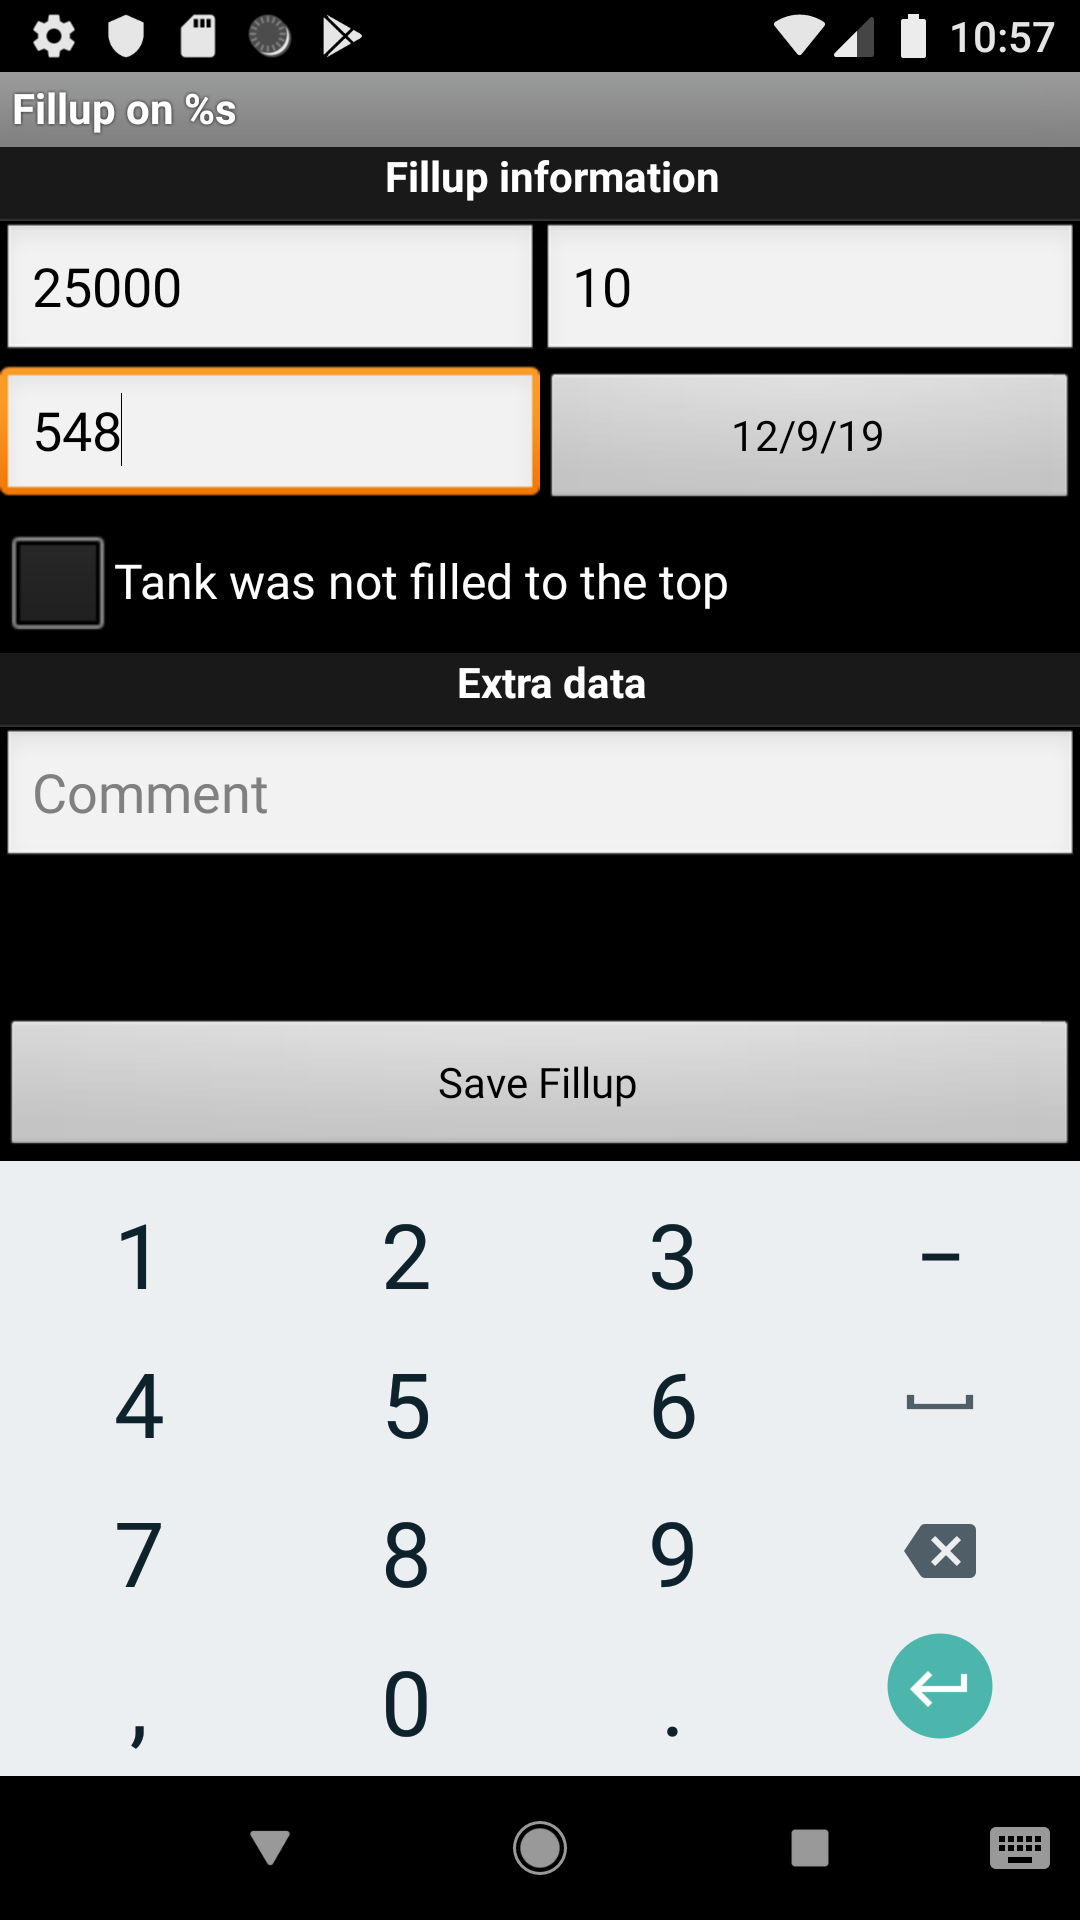 10:57
Fillup on %s
Fillup information
25000 10
548 12/9/19
Tank was not filled to the top
Extra data
Comment
Save Fillup
1 2 3 –
4 5 6
7 8 9
, 0 .